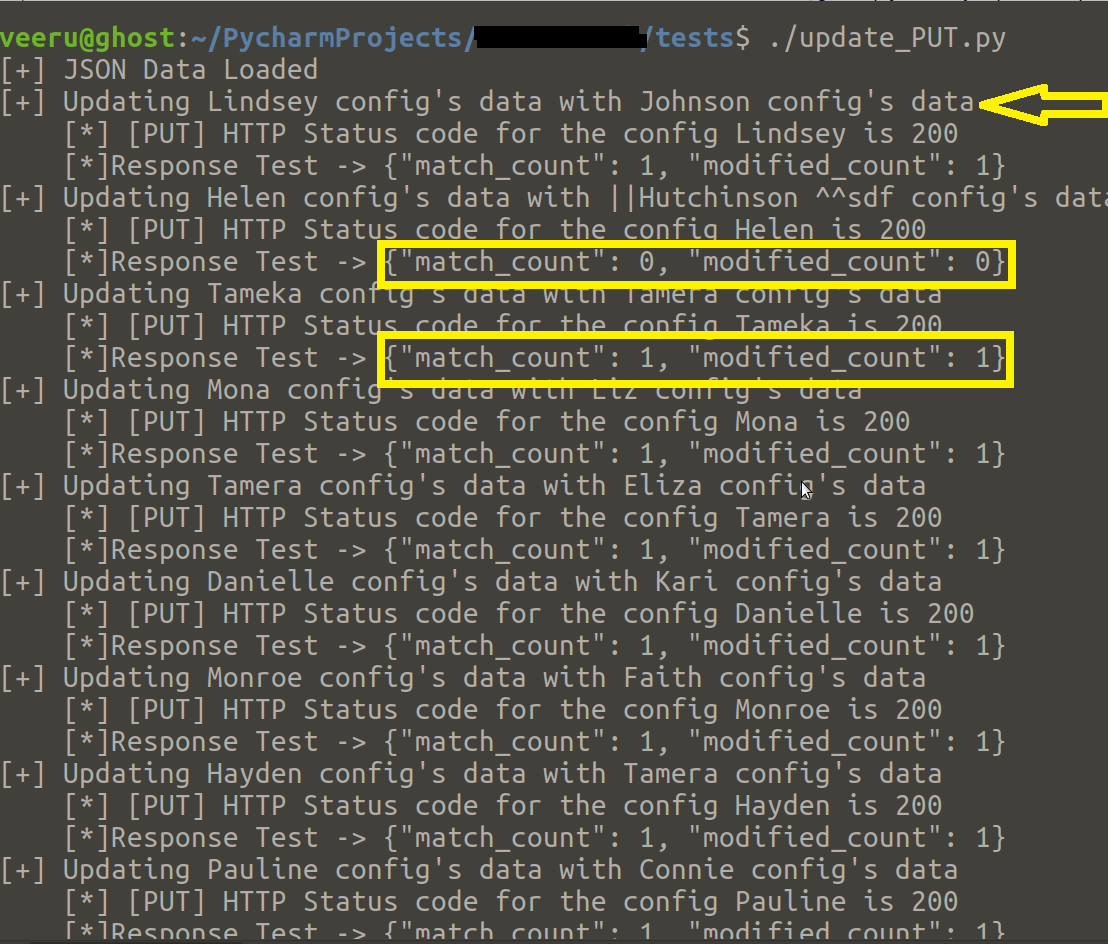 veeru@ghost:~/PycharmProjects/ /tests$ ./update_PUT.py
[+] JSON Data Loaded
[+] Updating Lindsey config's data with Johnson config's data
[*] [PUT] HTTP Status code for the config Lindsey is 200
[*]Response Test -> {"match_count": 1, "modified_count": 1}
[+] Updating Helen config's data with ||Hutchinson ^^sdf config's data
[*] [PUT] HTTP Status code for the config Helen is 200
[*]Response Test -> {"match_count": 0, "modified_count": 0}
[+] Updating Tameka config's data with Tamera config's data
[*] [PUT] HTTP Status code for the config Tameka is 200
[*]Response Test -> {"match_count": 1, "modified_count": 1}
[+] Updating Mona config's data with Liz config's data
[*] [PUT] HTTP Status code for the config Mona is 200
[*]Response Test -> {"match_count": 1, "modified_count": 1}
[+] Updating Tamera config's data with Eliza config's data
[*] [PUT] HTTP Status code for the config Tamera is 200
[*]Response Test -> {"match_count": 1, "modified_count": 1}
[+] Updating Danielle config's data with Kari config's data
[*] [PUT] HTTP Status code for the config Danielle is 200
[*]Response Test -> {"match_count": 1, "modified_count": 1}
[+] Updating Monroe config's data with Faith config's data
[*] [PUT] HTTP Status code for the config Monroe is 200
[*]Response Test -> {"match_count": 1, "modified_count": 1}
[+] Updating Hayden config's data with Tamera config's data
[*] [PUT] HTTP Status code for the config Hayden is 200
[*]Response Test -> {"match_count": 1, "modified_count": 1}
[+] Updating Pauline config's data with Connie config's data
[*] [PUT] HTTP Status code for the config Pauline is 200
[*]Response Test -> {"match_count": 1, "modified_count": 1}